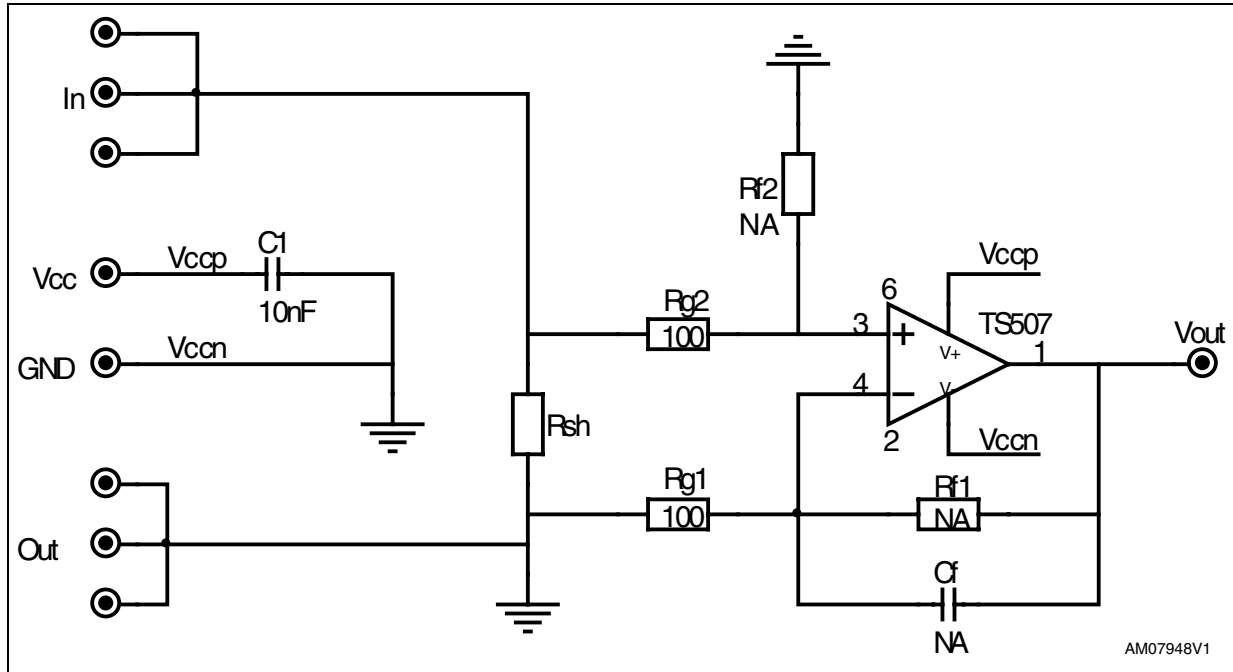 In
Rf2
NA
C1
Vccp
Vcc
10nF
Vccp
6
Rg2
TS507
3
100
+
V+
1
Vout
Vccn
GND
4
V-
2
Vccn
Rsh
Rg1
100
Rf1
NA
Out
Cf
NA
AM07948V1